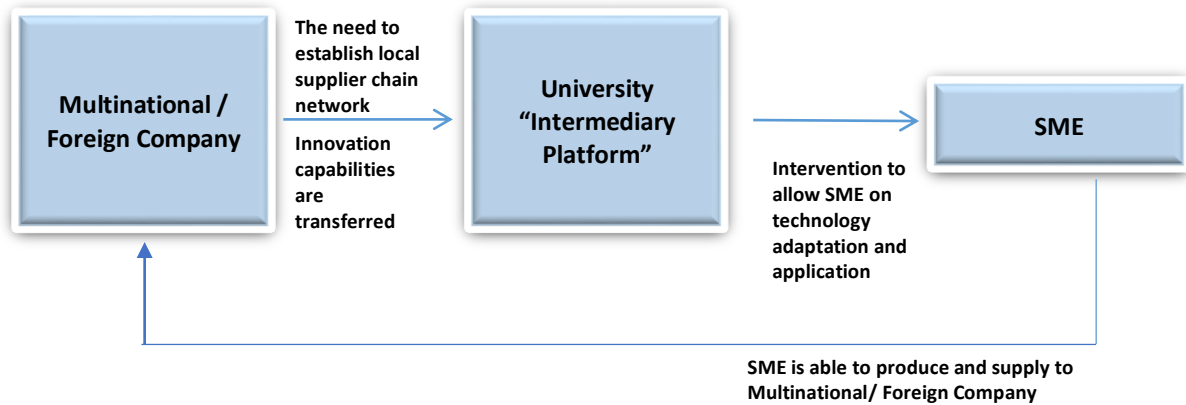 Multinational /
Foreign Company
The need to
establish local
supplier chain
network
Innovation
capabilities
are
transferred
University
“Intermediary
Platform”
Intervention to
allow SME on
technology
adaptation and
application
SME
SME is able to produce and supply to
Multinational/ Foreign Company